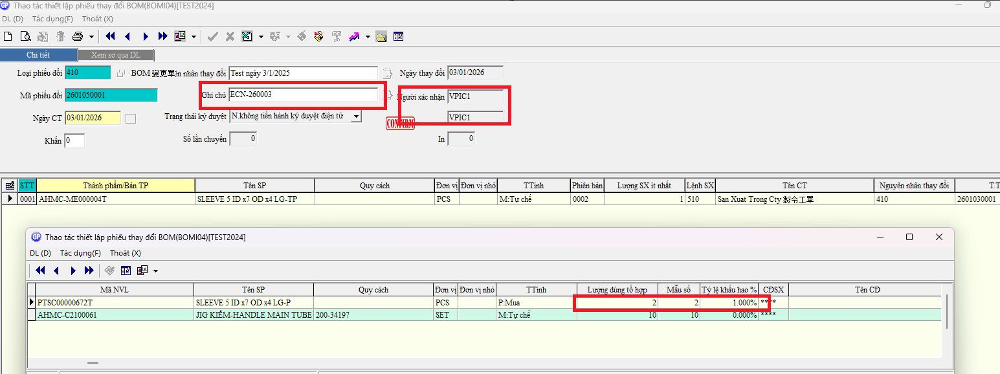 Thao tác thiết lập phiếu thay đổi BOM(BOMI04)[TEST2024]
DL (D) Tác dụng(F) Thoát (X)
Chi tiết Xem sơ qua DL
Loại phiếu đổi 410 BOM 變更單 ìn nhân thay đổi Test ngày 3/1/2025 Ngày thay đổi 03/01/2026
Mã phiếu đổi 2601050001 Ghi chú ECN-260003 Người xác nhận VPIC1
Ngày CT 03/01/2026 Trạng thái ký duyệt N.không tiến hành ký duyệt điện tử CONFIRM VPIC1
Khẩn 0 Số lần chuyển 0 In 0
STT Thành phẩm/Bán TP Tên SP Quy cách Đơn vị Đơn vị nhỏ TTính Phiên bản Lượng SX ít nhất Lệnh SX Tên CT Nguyên nhân thay đổi T.T
0001 AHMC-ME000004T SLEEVE 5 ID x7 OD x4 LG-TP PCS M:Tự chế 0002 1 510 San Xuat Trong Cty 製令工單 410 2601030001
Thao tác thiết lập phiếu thay đổi BOM(BOMI04)[TEST2024]
DL (D) Tác dụng(F) Thoát (X)
Mã NVL Tên SP Quy cách Đơn vị Đơn vị nhỏ TTính Lượng dùng tổ hợp Mẫu số Tỷ lệ khấu hao % CĐSX Tên CĐ
PTSC00000672T SLEEVE 5 ID x7 OD x4 LG-P PCS P:Mua 2 2 1.000% ****
AHMC-C2100061 JIG KIỂM-HANDLE MAIN TUBE 200-34197 SET M:Tự chế 10 10 0.000% ****